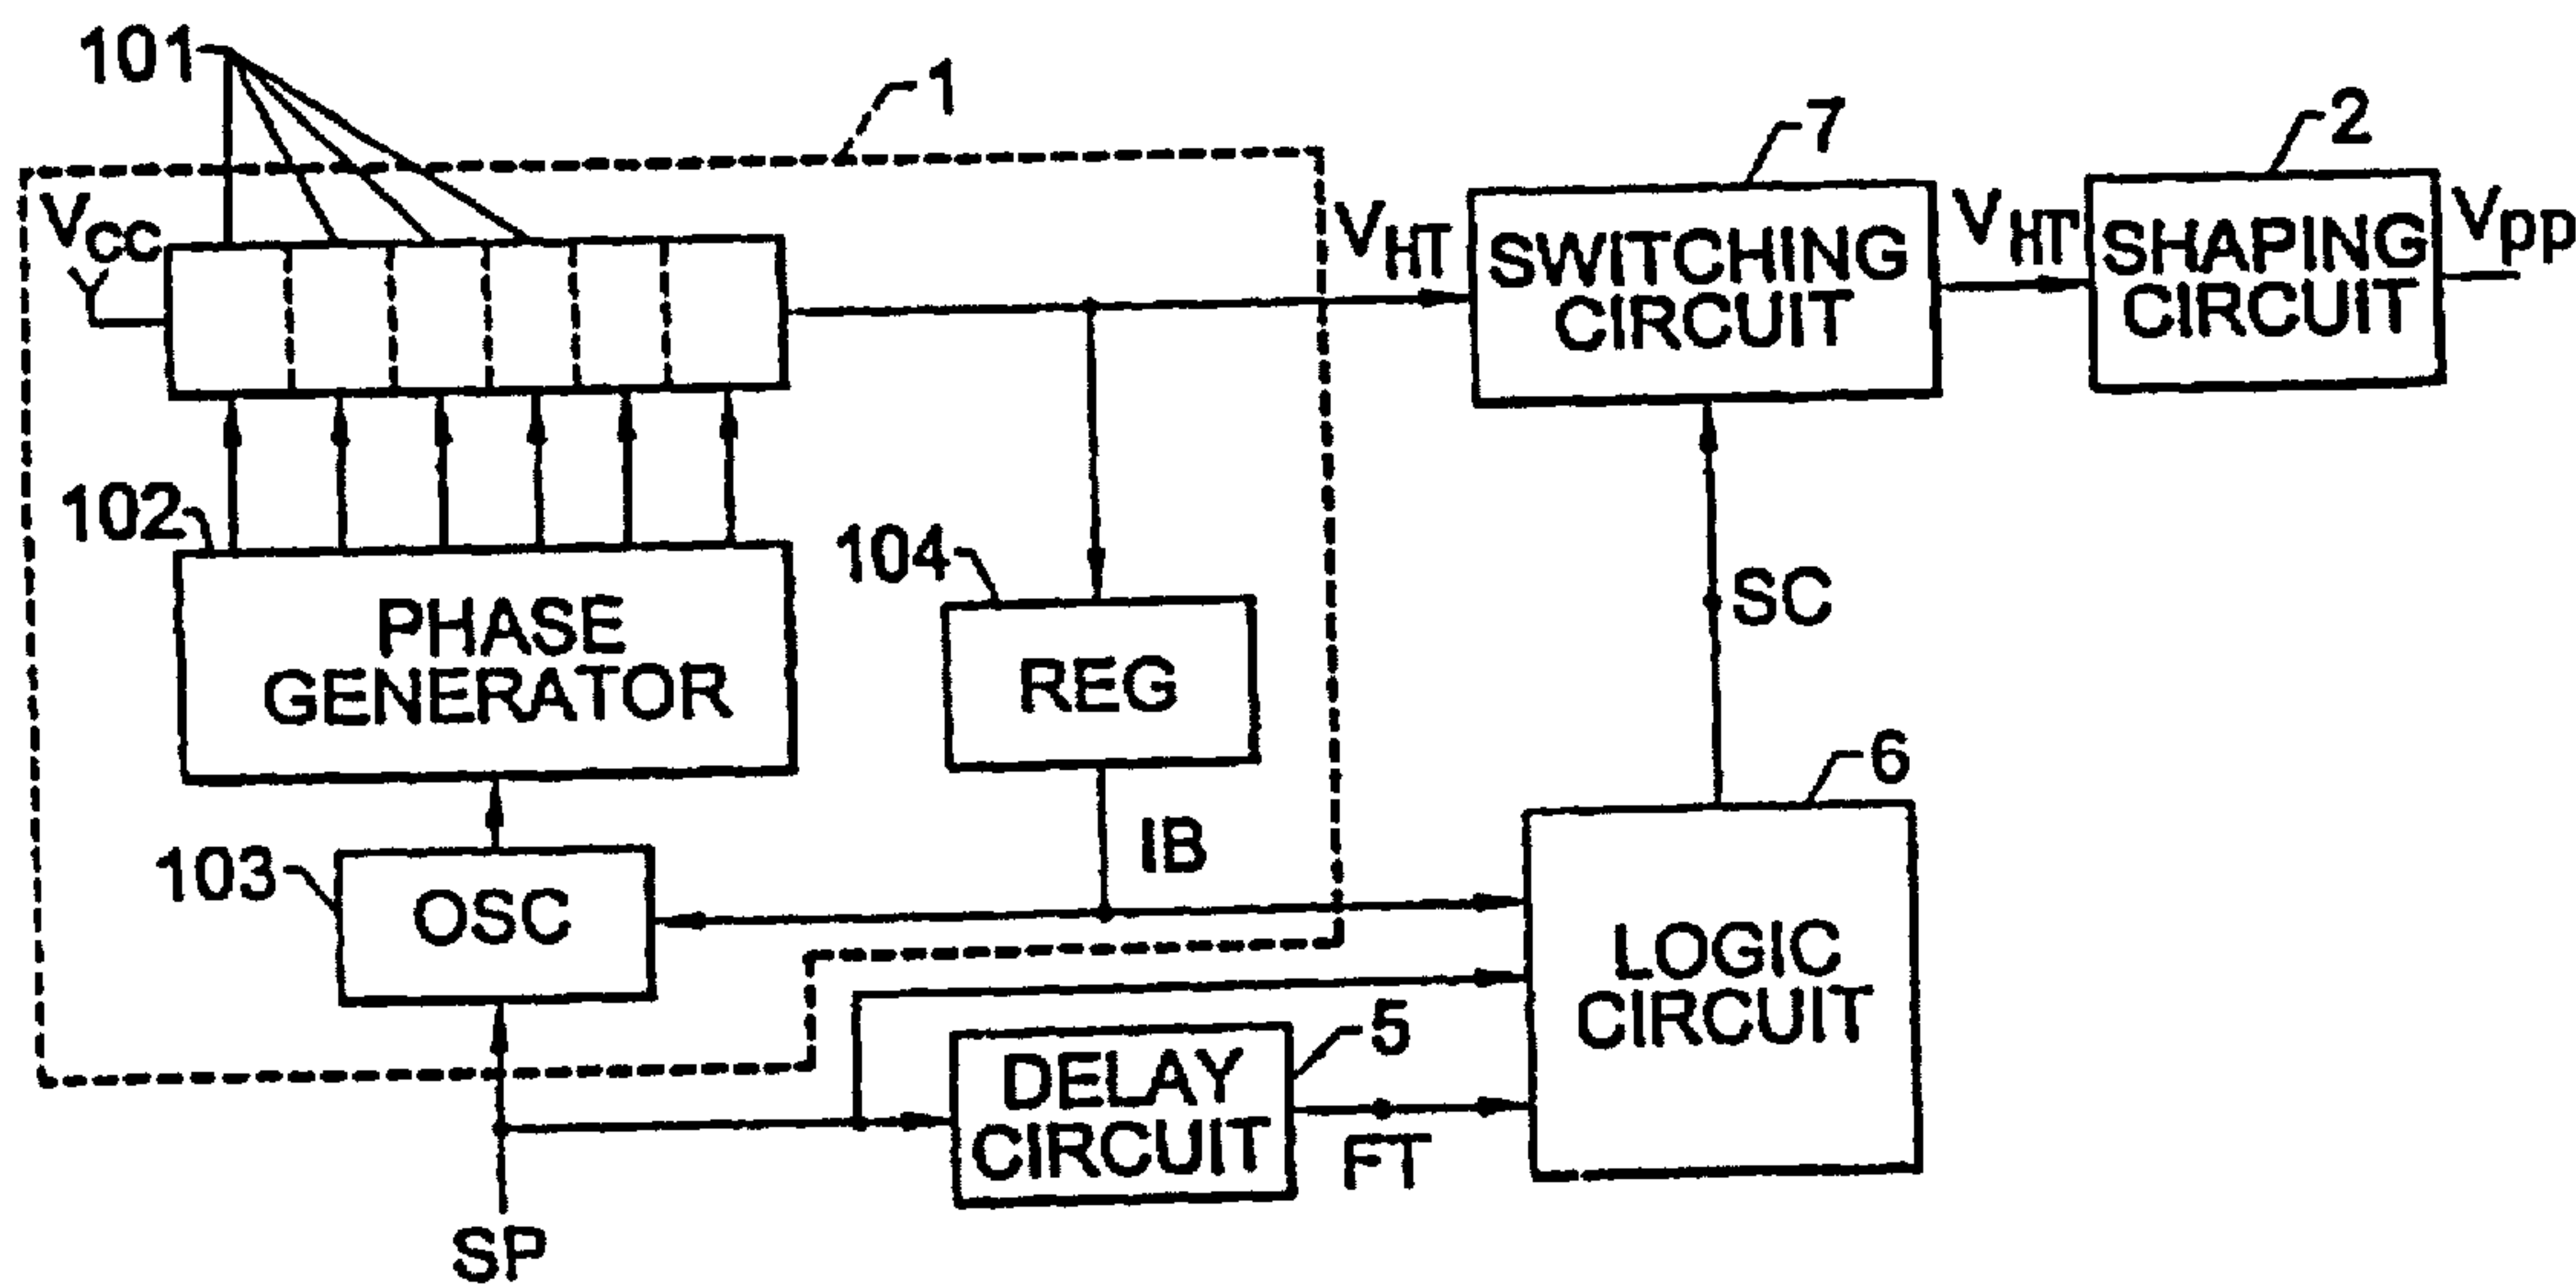 101
1
7
2
VCC
VHT
SWITCHING
CIRCUIT
VHT
SHAPING
CIRCUIT
Vpp
102
PHASE
GENERATOR
104
REG
SC
103
OSC
IB
6
LOGIC
CIRCUIT
DELAY
CIRCUIT
5
FT
SP